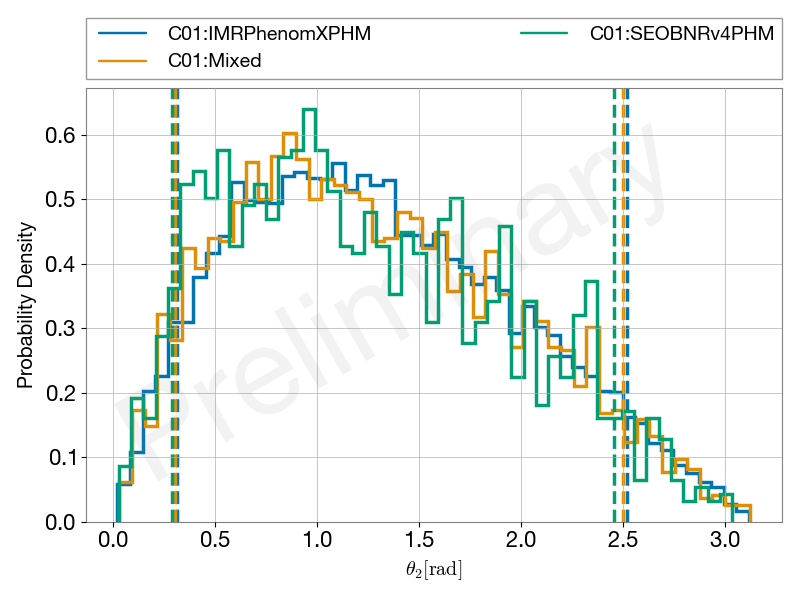 C01:IMRPhenomXPHM
C01:Mixed
C01:SEOBNRv4PHM
Preliminary
Probability Density
0.6
0.5
0.4
0.3
0.2
0.1
0.0
0.0 0.5 1.0 1.5 2.0 2.5 3.0
θ₂[rad]